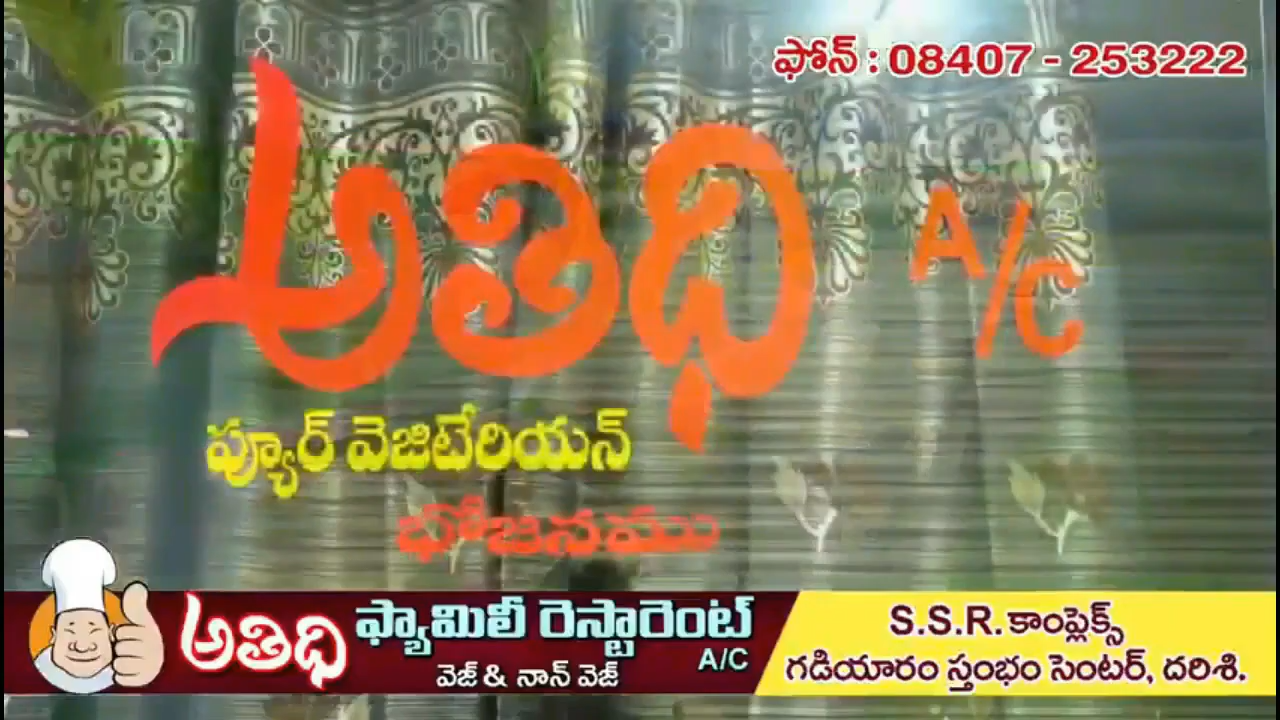 ఫోన్ : 08407 - 253222
అతిధి A/C
ప్యూర్ వెజిటేరియన్
భోజనము
అతిధి ఫ్యామిలీ రెస్టారెంట్
A/C
వెజ్ & నాన్ వెజ్
S.S.R. కాంప్లెక్స్
గడియారం స్తంభం సెంటర్, దరిశి.